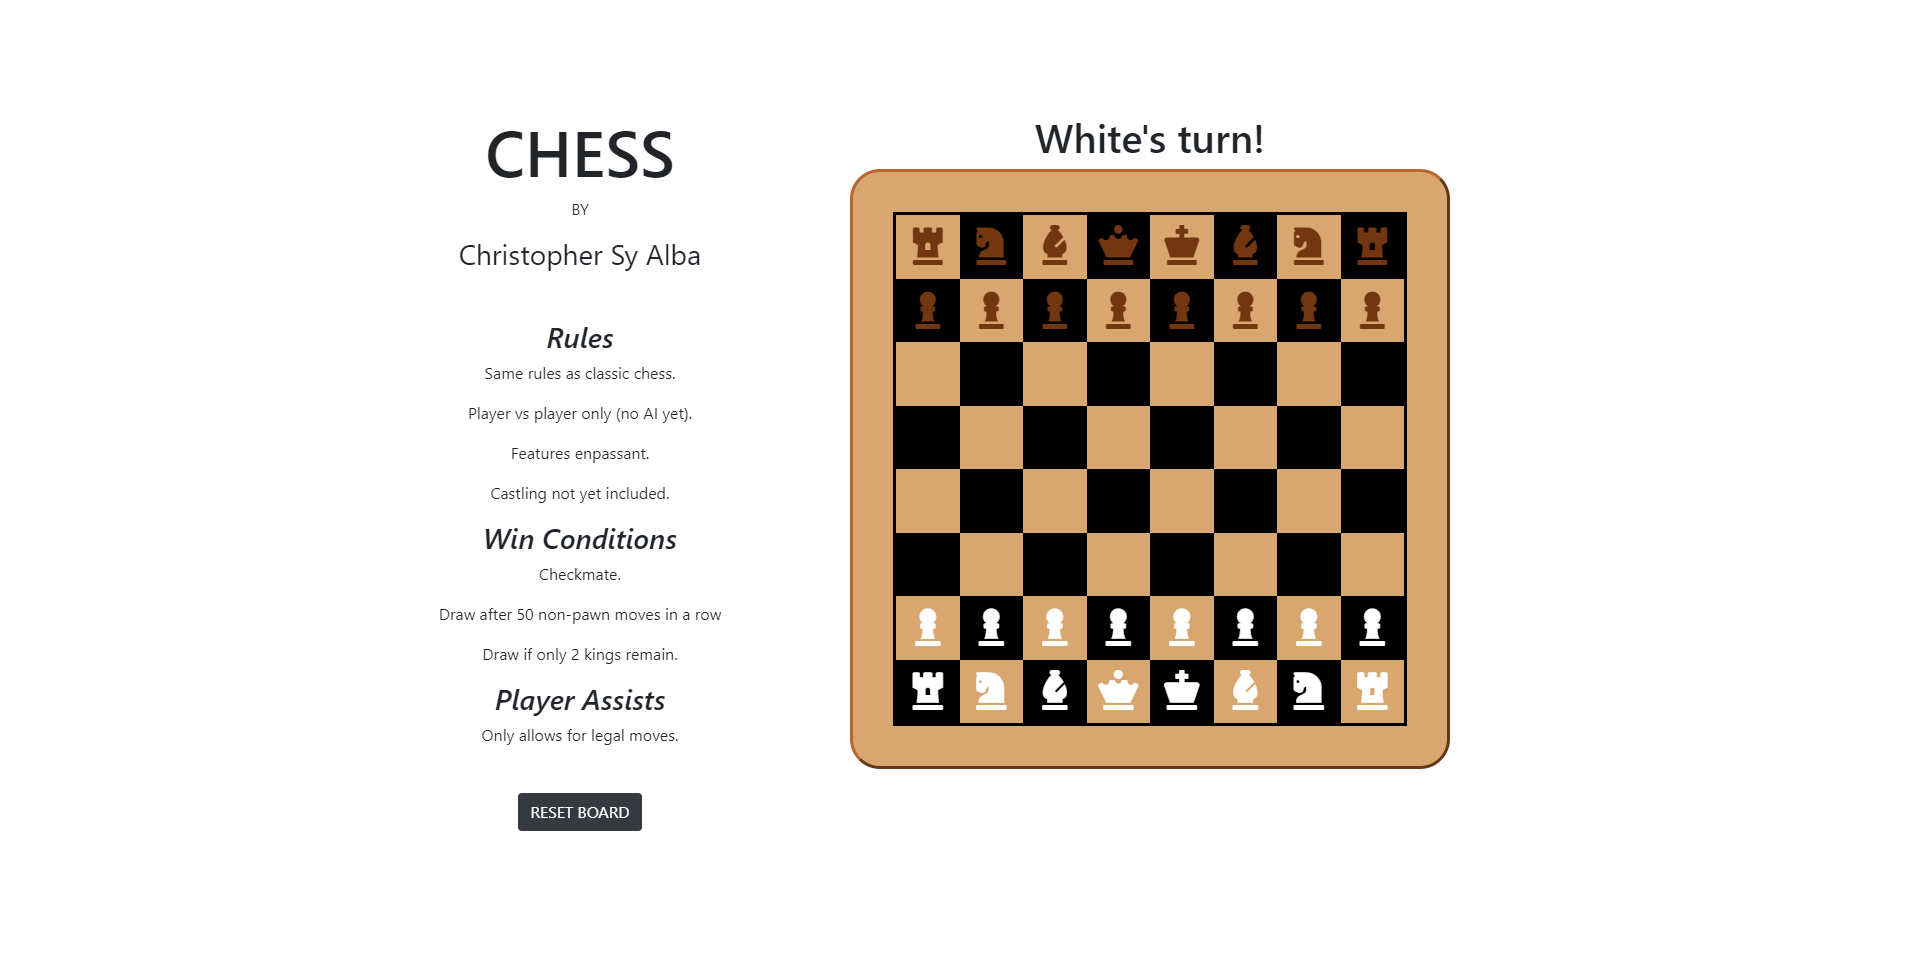 CHESS
BY
Christopher Sy Alba
Rules
Same rules as classic chess.
Player vs player only (no AI yet).
Features enpassant.
Castling not yet included.
Win Conditions
Checkmate.
Draw after 50 non-pawn moves in a row
Draw if only 2 kings remain.
Player Assists
Only allows for legal moves.
RESET BOARD
White's turn!